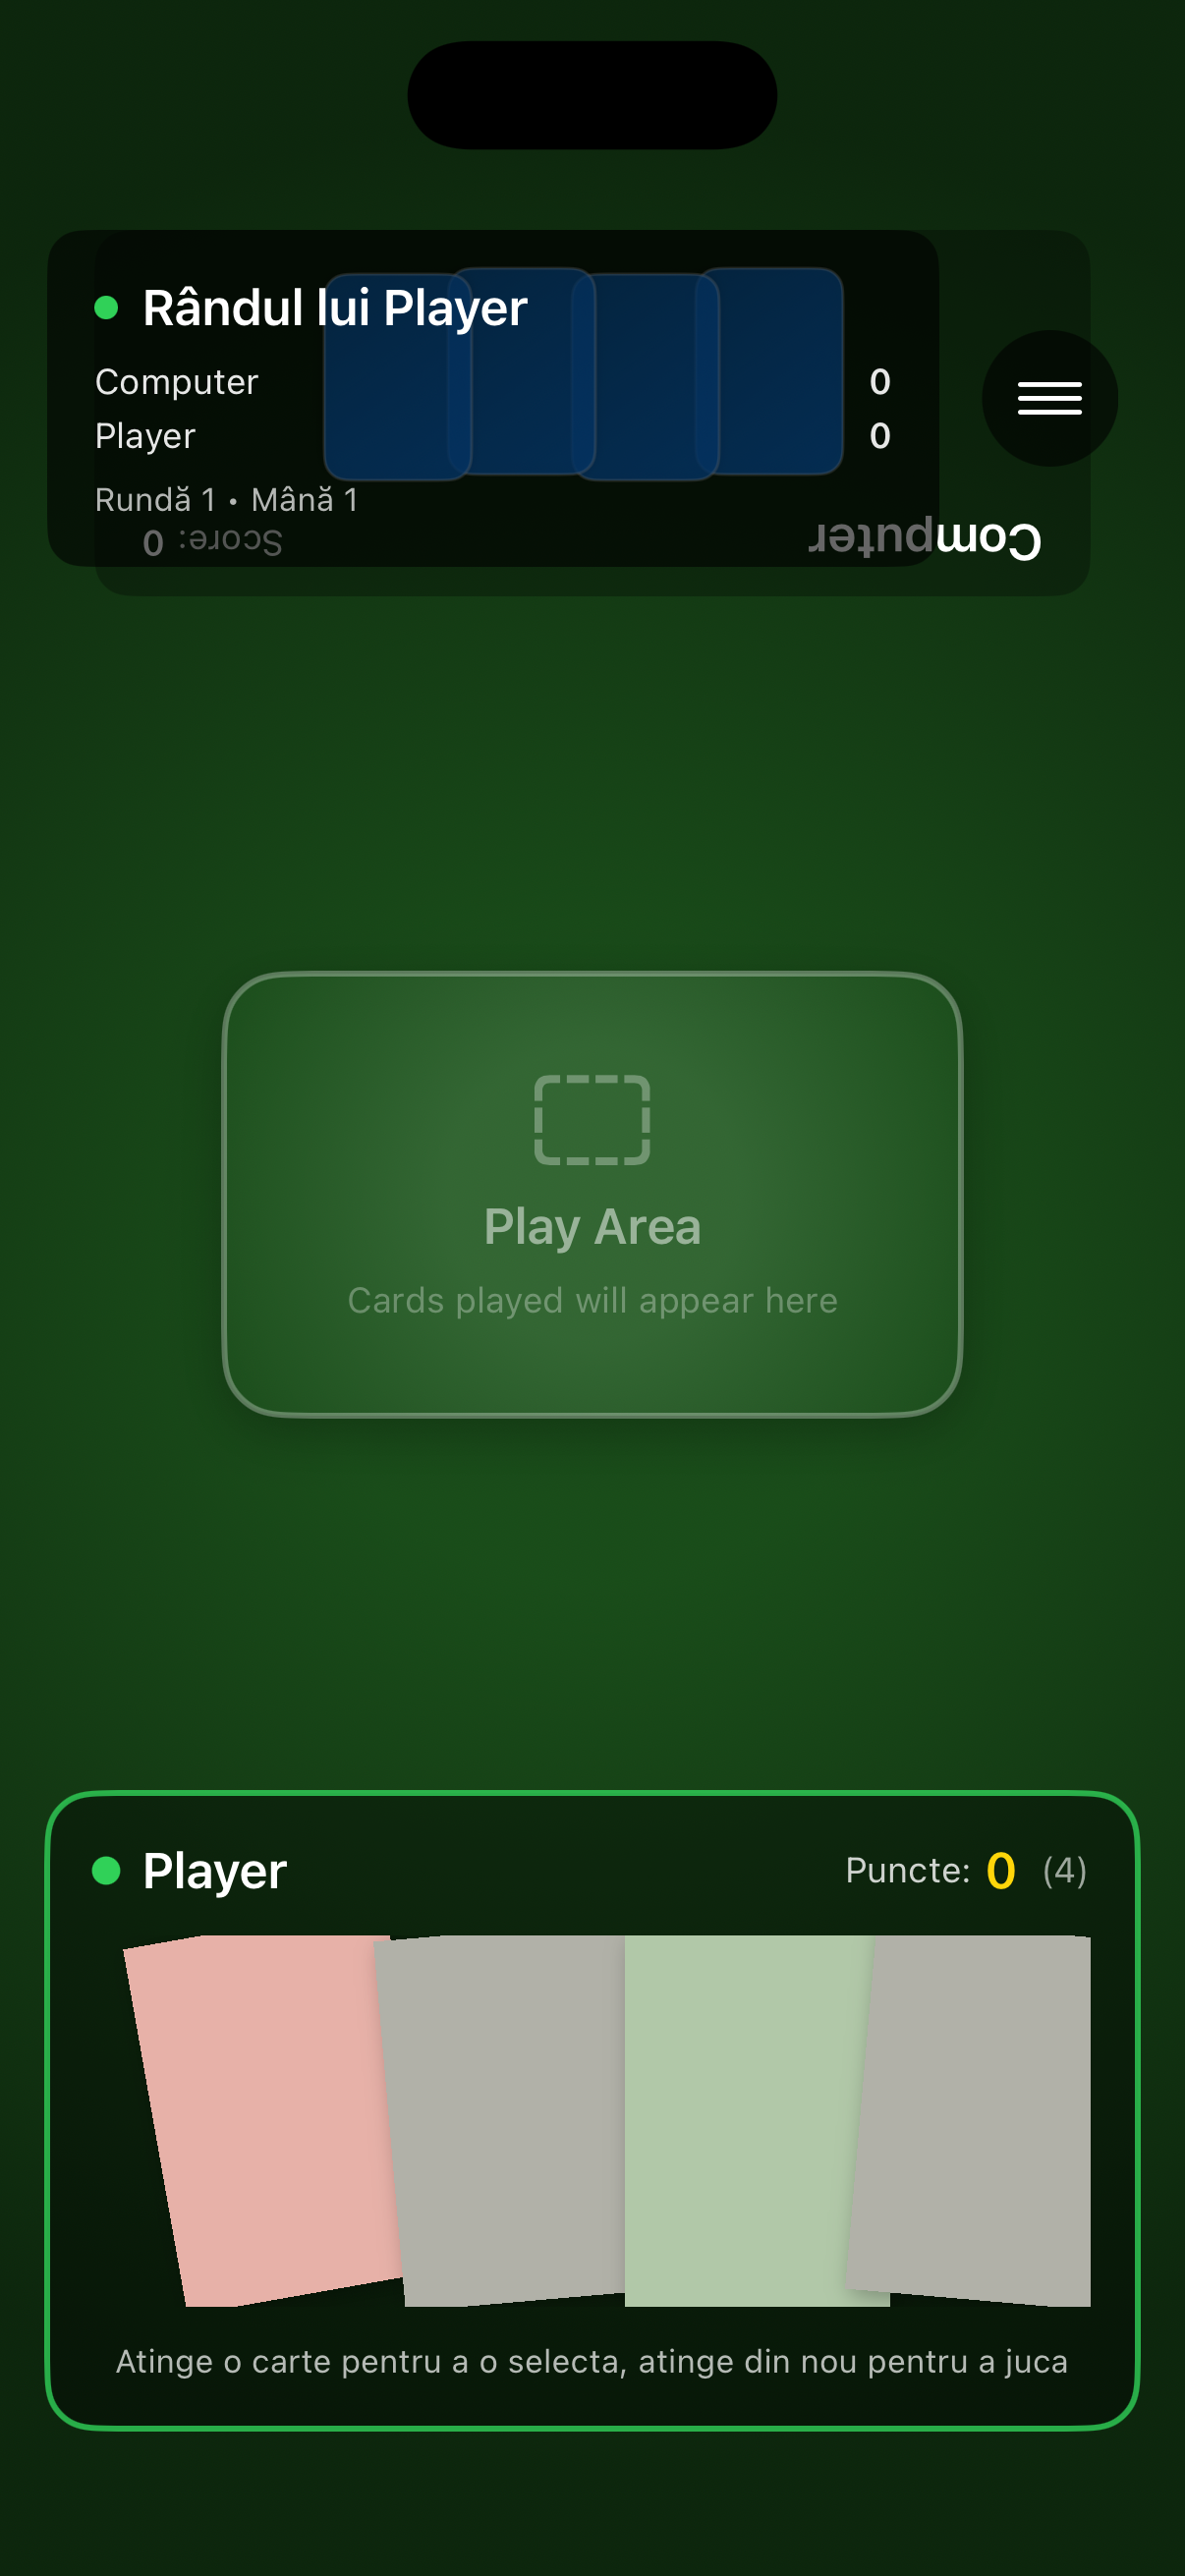 Rândul lui Player
Computer 0
Player 0
Rundă 1 • Mână 1
Score: 0
Computer
Play Area
Cards played will appear here
Player
Puncte: 0 (4)
Atinge o carte pentru a o selecta, atinge din nou pentru a juca